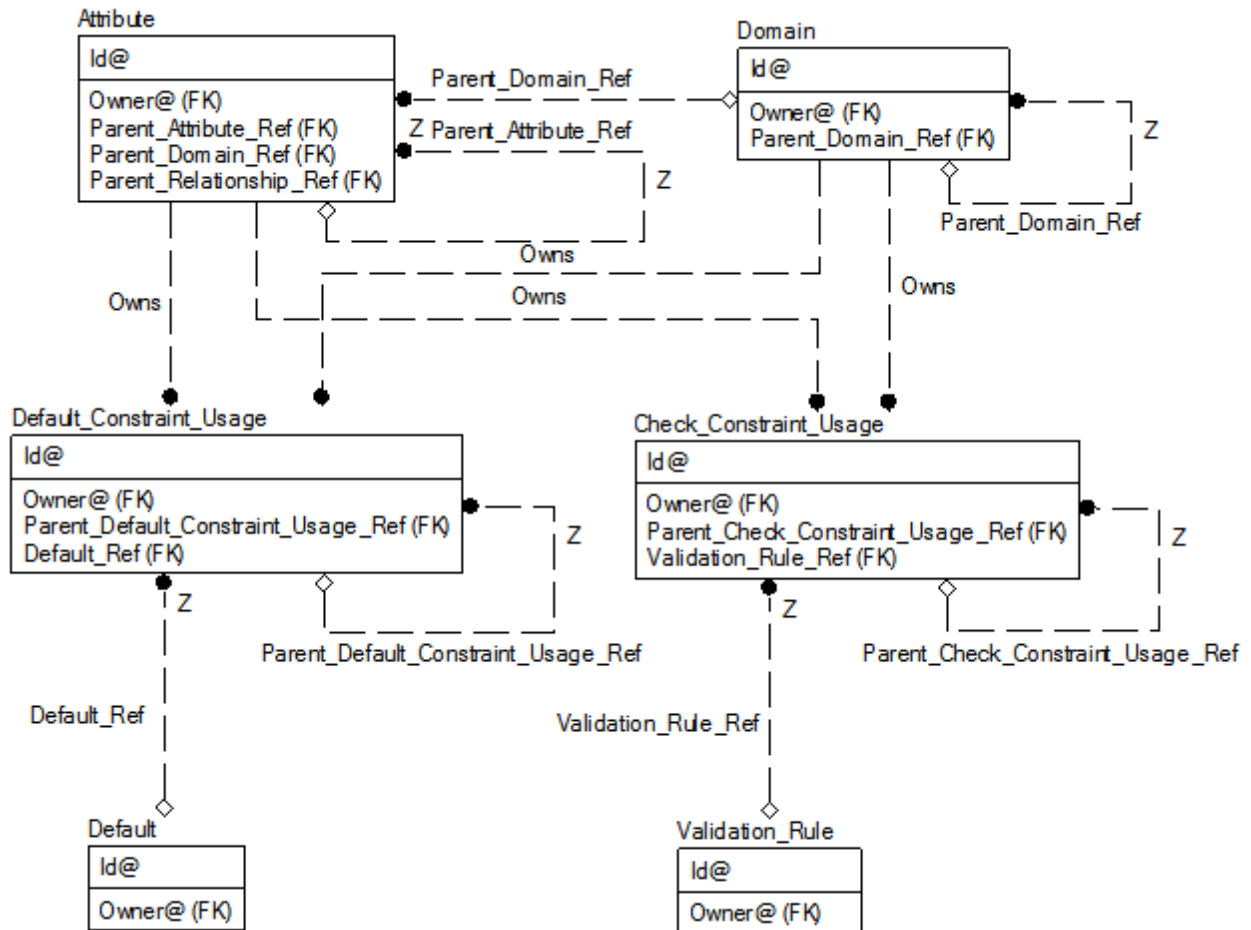 Attribute
Id@
Owner@ (FK)
Parent_Attribute_Ref (FK)
Parent_Domain_Ref (FK)
Parent_Relationship_Ref (FK)
Parent_Domain_Ref
Z
Parent_Attribute_Ref
Z
Domain
Id@
Owner@ (FK)
Parent_Domain_Ref (FK)
Z
Parent_Domain_Ref
Owns
Owns
Owns
Owns
Default_Constraint_Usage
Id@
Owner@ (FK)
Parent_Default_Constraint_Usage_Ref (FK)
Default_Ref (FK)
Z
Z
Parent_Default_Constraint_Usage_Ref
Default_Ref
Check_Constraint_Usage
Id@
Owner@ (FK)
Parent_Check_Constraint_Usage_Ref (FK)
Validation_Rule_Ref (FK)
Z
Z
Parent_Check_Constraint_Usage_Ref
Validation_Rule_Ref
Default
Id@
Owner@ (FK)
Validation_Rule
Id@
Owner@ (FK)